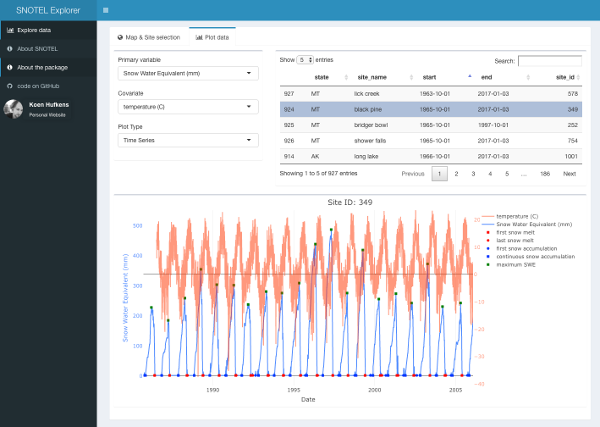 SNOTEL Explorer
Explore data
About SNOTEL
About the package
code on GitHub
Koen Hufkens
Personal Website
Map & Site selection
Plot data
Primary variable
Snow Water Equivalent (mm)
Covariate
temperature (C)
Plot Type
Time Series
Show 5 entries
Search:
state site_name start end site_id
927 MT lick creek 1963-10-01 2017-01-03 578
924 MT black pine 1965-10-01 2017-01-03 349
925 MT bridger bowl 1965-10-01 1997-10-01 252
926 MT shower falls 1965-10-01 2017-01-03 754
914 AK long lake 1966-10-01 2017-01-03 1001
Showing 1 to 5 of 927 entries
Previous 1 2 3 4 5 ... 186 Next
Site ID: 349
Snow Water Equivalent (mm)
500
400
300
200
100
0
20
10
0
−10
−20
−30
−40
1990 1995 2000 2005
Date
temperature (C)
Snow Water Equivalent (mm)
first snow melt
last snow melt
first snow accumulation
continuous snow accumulation
maximum SWE